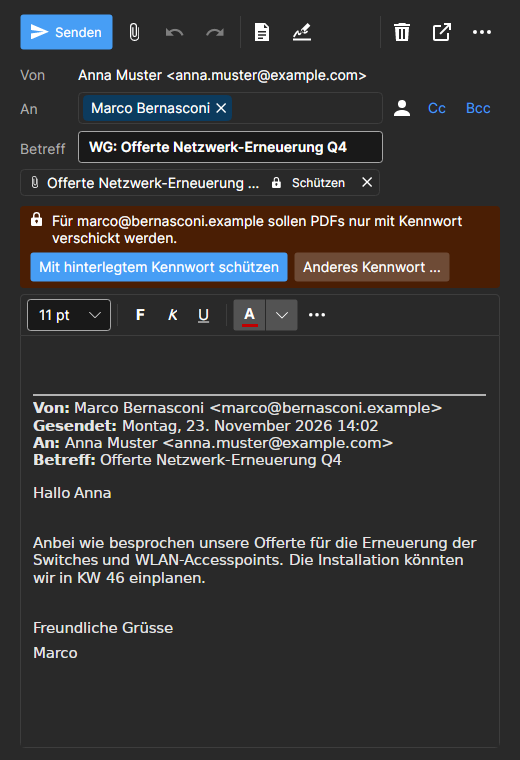 Senden
Von Anna Muster <anna.muster@example.com>
An Marco Bernasconi Cc Bcc
Betreff WG: Offerte Netzwerk-Erneuerung Q4
Offerte Netzwerk-Erneuerung ... Schützen
Für marco@bernasconi.example sollen PDFs nur mit Kennwort
verschickt werden.
Mit hinterlegtem Kennwort schützen Anderes Kennwort ...
11 pt F K U A
Von: Marco Bernasconi <marco@bernasconi.example>
Gesendet: Montag, 23. November 2026 14:02
An: Anna Muster <anna.muster@example.com>
Betreff: Offerte Netzwerk-Erneuerung Q4
Hallo Anna
Anbei wie besprochen unsere Offerte für die Erneuerung der
Switches und WLAN-Accesspoints. Die Installation könnten
wir in KW 46 einplanen.
Freundliche Grüsse
Marco